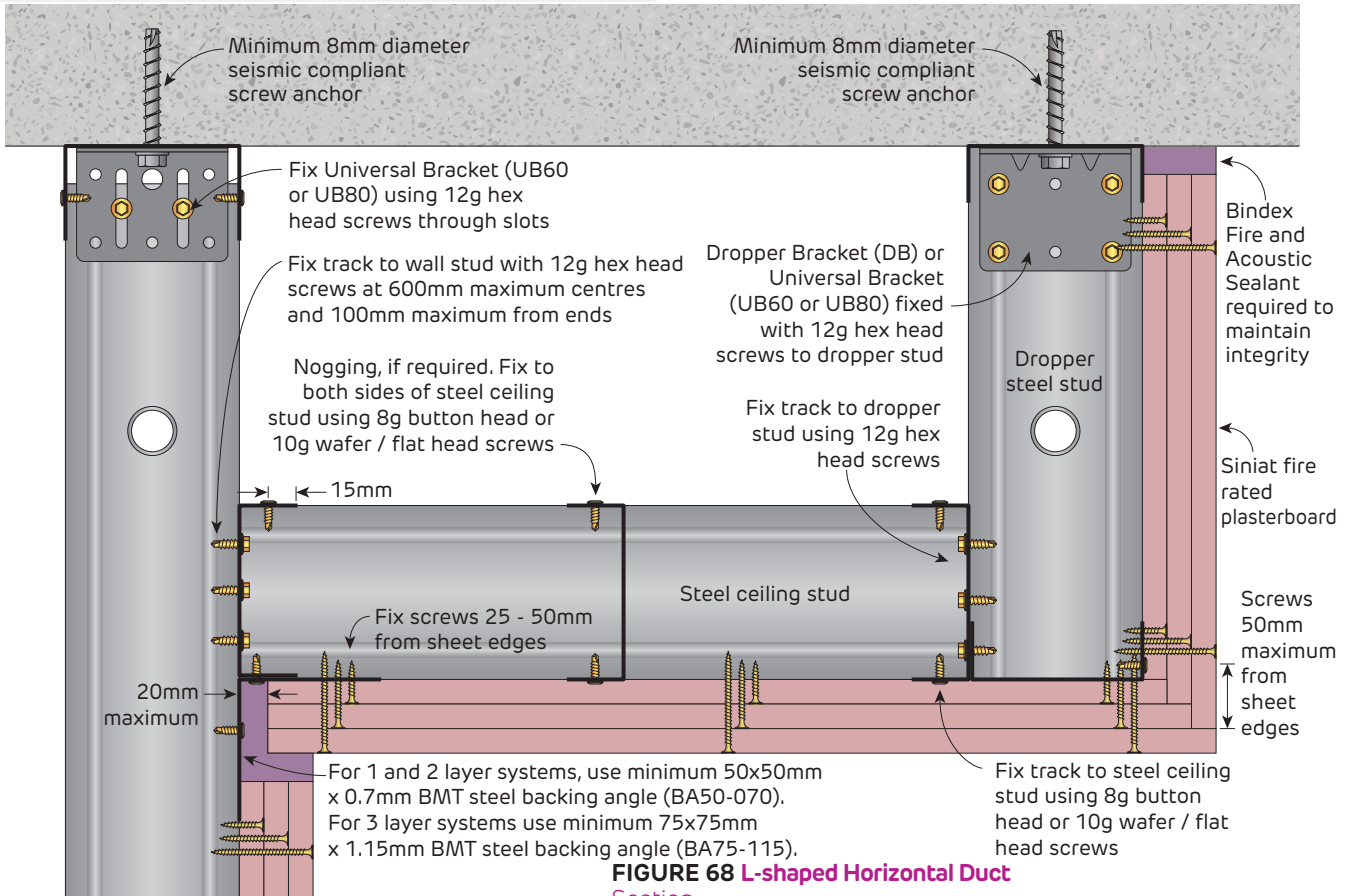 Minimum 8mm diameter
seismic compliant
screw anchor
Minimum 8mm diameter
seismic compliant
screw anchor
Fix Universal Bracket (UB60
or UB80) using 12g hex
head screws through slots
Fix track to wall stud with 12g hex head
screws at 600mm maximum centres
and 100mm maximum from ends
Nogging, if required. Fix to
both sides of steel ceiling
stud using 8g button head or
10g wafer / flat head screws
Dropper Bracket (DB) or
Universal Bracket
(UB60 or UB80) fixed
with 12g hex head
screws to dropper stud
Bindex
Fire and
Acoustic
Sealant
required to
maintain
integrity
Dropper
steel stud
Fix track to dropper
stud using 12g hex
head screws
Siniat fire
rated
plasterboard
15mm
Steel ceiling stud
Fix screws 25 - 50mm
from sheet edges
Screws
50mm
maximum
from
sheet
edges
20mm
maximum
For 1 and 2 layer systems, use minimum 50x50mm
x 0.7mm BMT steel backing angle (BA50-070).
For 3 layer systems use minimum 75x75mm
x 1.15mm BMT steel backing angle (BA75-115).
Fix track to steel ceiling
stud using 8g button
head or 10g wafer / flat
head screws
FIGURE 68 L-shaped Horizontal Duct
Section